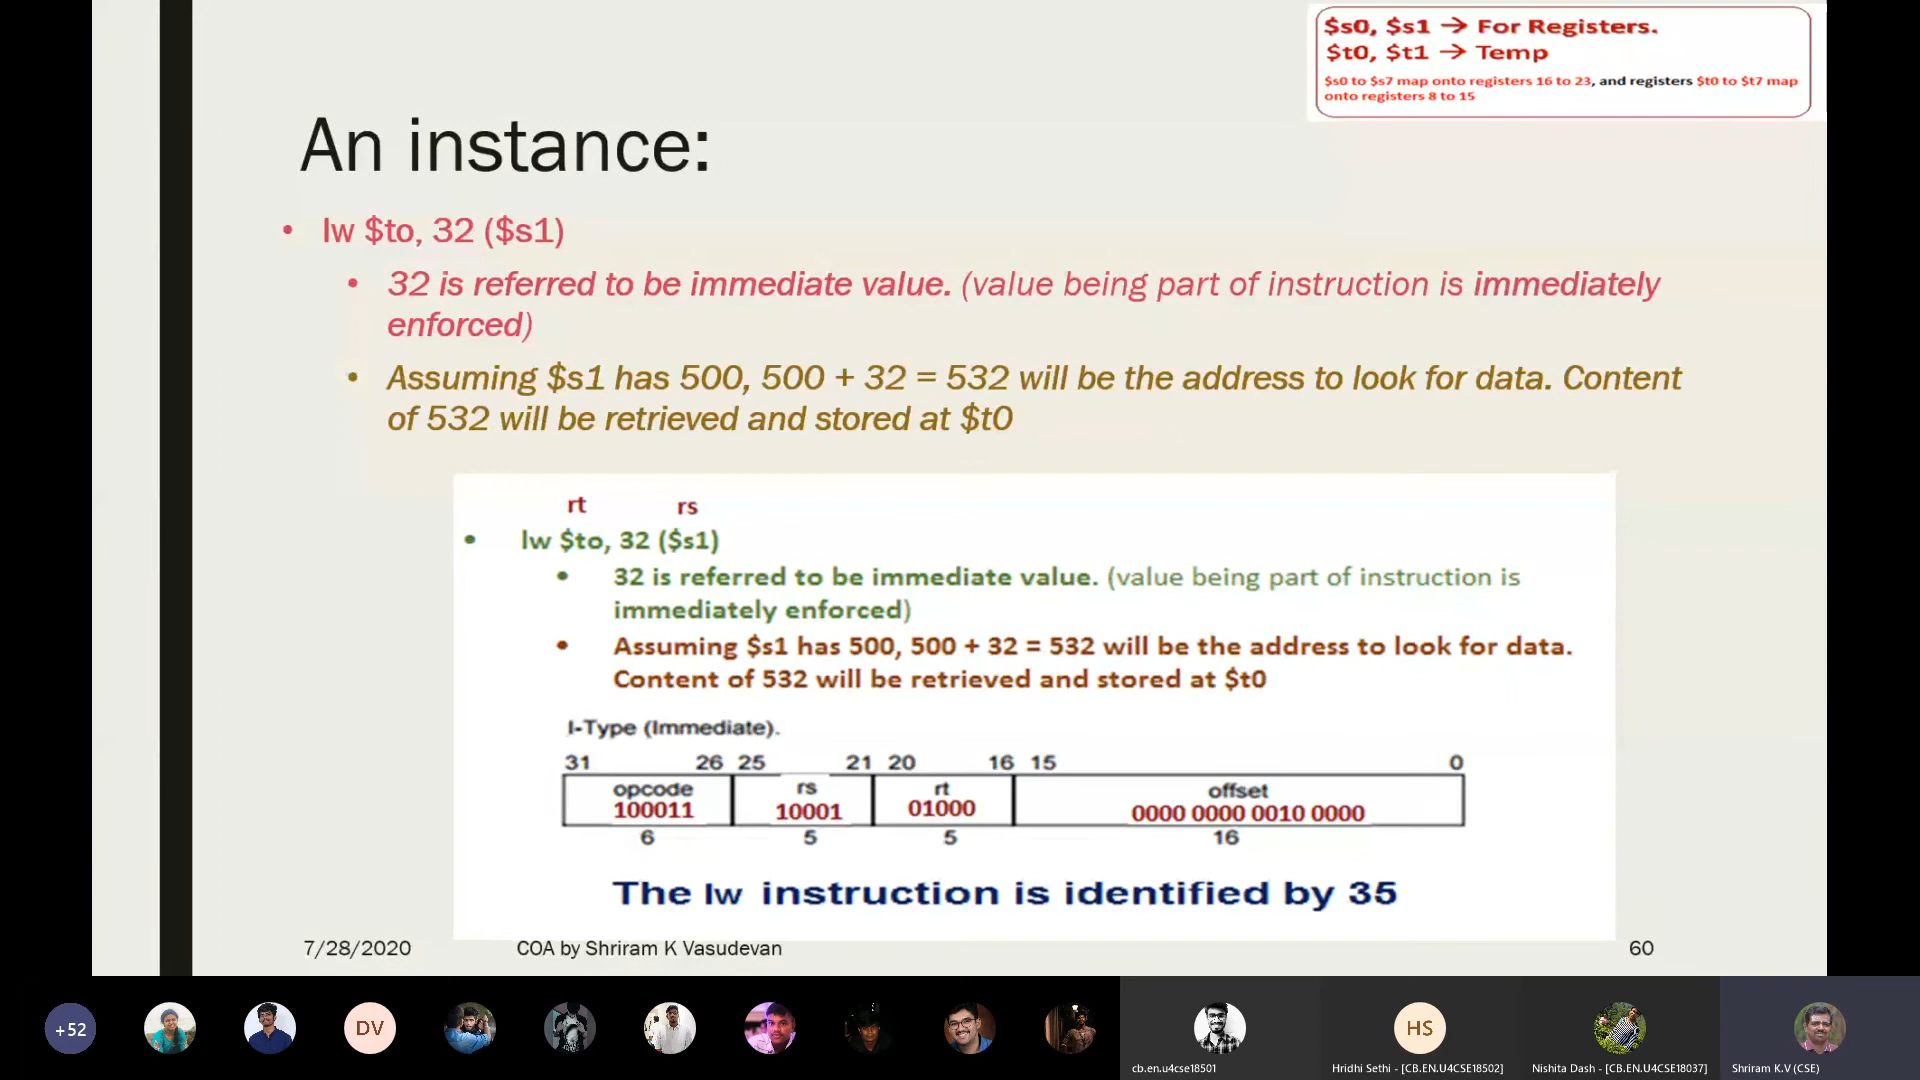 $s0, $s1 → For Registers.
$t0, $t1 → Temp
$s0 to $s7 map onto registers 16 to 23, and registers $t0 to $t7 map
onto registers 8 to 15
An instance:
• lw $to, 32 ($s1)
• 32 is referred to be immediate value. (value being part of instruction is immediately
enforced)
• Assuming $s1 has 500, 500 + 32 = 532 will be the address to look for data. Content
of 532 will be retrieved and stored at $t0
rt rs
• lw $to, 32 ($s1)
• 32 is referred to be immediate value. (value being part of instruction is
immediately enforced)
• Assuming $s1 has 500, 500 + 32 = 532 will be the address to look for data.
Content of 532 will be retrieved and stored at $t0
I-Type (Immediate).
31 26 25 21 20 16 15 0
opcode rs rt offset
100011 10001 01000 0000 0000 0010 0000
6 5 5 16
The lw instruction is identified by 35
7/28/2020 COA by Shriram K Vasudevan 60
+52 DV HS
cb.en.u4cse18501 Hridhi Sethi - [CB.EN.U4CSE18502] Nishita Dash - [CB.EN.U4CSE18037] Shriram K.V (CSE)